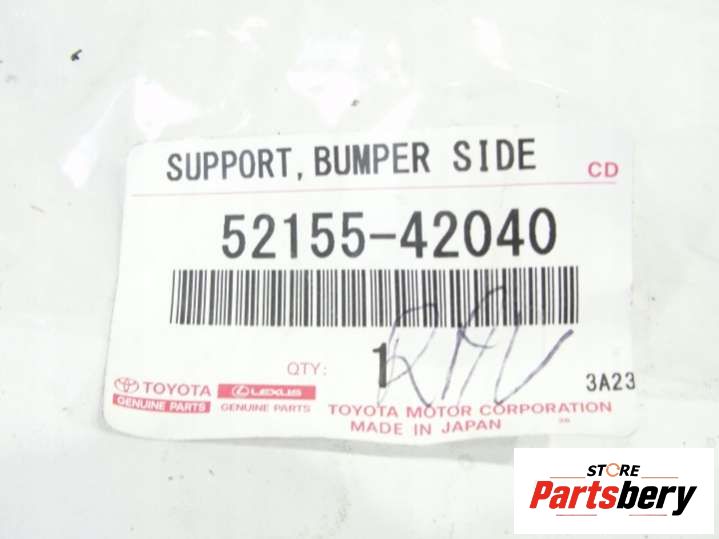 SUPPORT, BUMPER SIDE
CD
52155-42040
QTY: 1
3A23
TOYOTA LEXUS
GENUINE PARTS GENUINE PARTS
TOYOTA MOTOR CORPORATION
MADE IN JAPAN
STORE
Partsbery